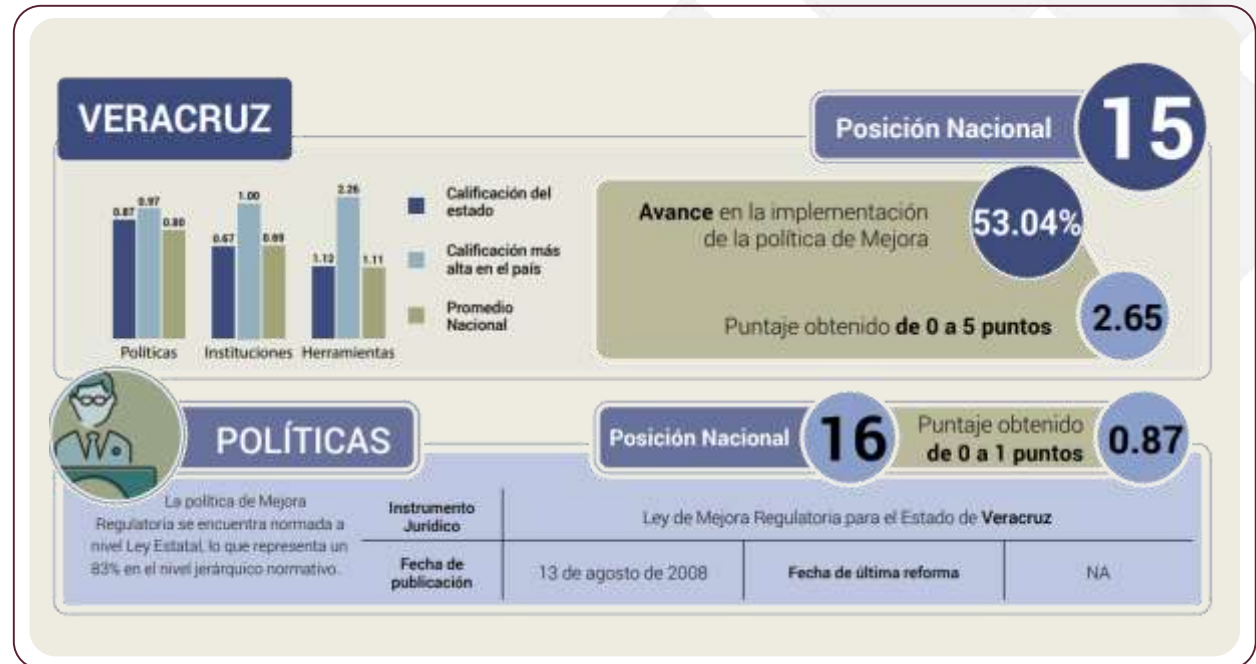 VERACRUZ
Posición Nacional
15
0.87
0.97
0.80
0.67
1.00
0.69
1.12
2.26
1.11
Políticas
Instituciones
Herramientas
Calificación del
estado
Calificación más
alta en el país
Promedio
Nacional
Avance en la implementación
de la política de Mejora
53.04%
Puntaje obtenido de 0 a 5 puntos
2.65
POLÍTICAS
Posición Nacional
16
Puntaje obtenido
de 0 a 1 puntos
0.87
La política de Mejora
Regulatoria se encuentra normada a
nivel Ley Estatal, lo que representa un
83% en el nivel jerárquico normativo.
Instrumento
Jurídico
Ley de Mejora Regulatoria para el Estado de Veracruz
Fecha de
publicación
13 de agosto de 2008
Fecha de última reforma
NA